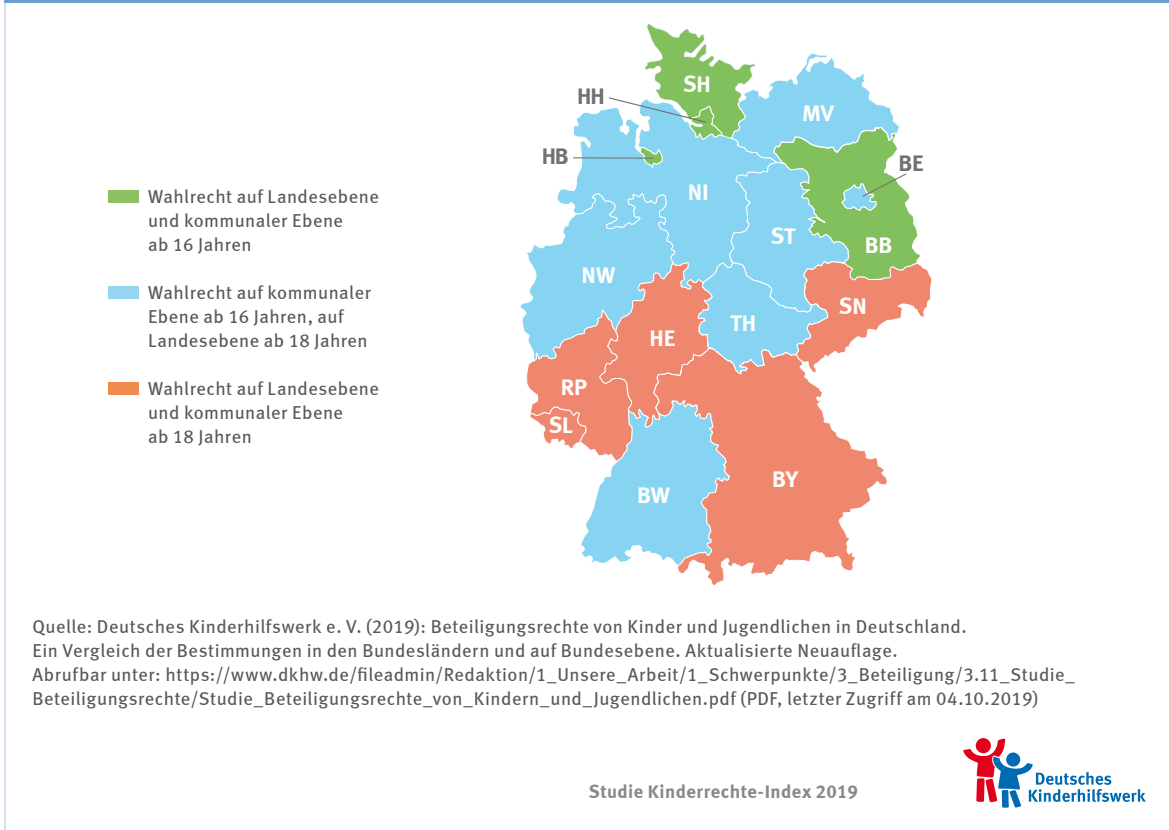 SH
HH
MV
HB
BE
NI
ST
BB
NW
SN
TH
HE
RP
SL
BW
BY
Wahlrecht auf Landesebene
und kommunaler Ebene
ab 16 Jahren
Wahlrecht auf kommunaler
Ebene ab 16 Jahren, auf
Landesebene ab 18 Jahren
Wahlrecht auf Landesebene
und kommunaler Ebene
ab 18 Jahren
Quelle: Deutsches Kinderhilfswerk e. V. (2019): Beteiligungsrechte von Kinder und Jugendlichen in Deutschland.
Ein Vergleich der Bestimmungen in den Bundesländern und auf Bundesebene. Aktualisierte Neuauflage.
Abrufbar unter: https://www.dkhw.de/fileadmin/Redaktion/1_Unsere_Arbeit/1_Schwerpunkte/3_Beteiligung/3.11_Studie_
Beteiligungsrechte/Studie_Beteiligungsrechte_von_Kindern_und_Jugendlichen.pdf (PDF, letzter Zugriff am 04.10.2019)
Studie Kinderrechte-Index 2019
Deutsches
Kinderhilfswerk